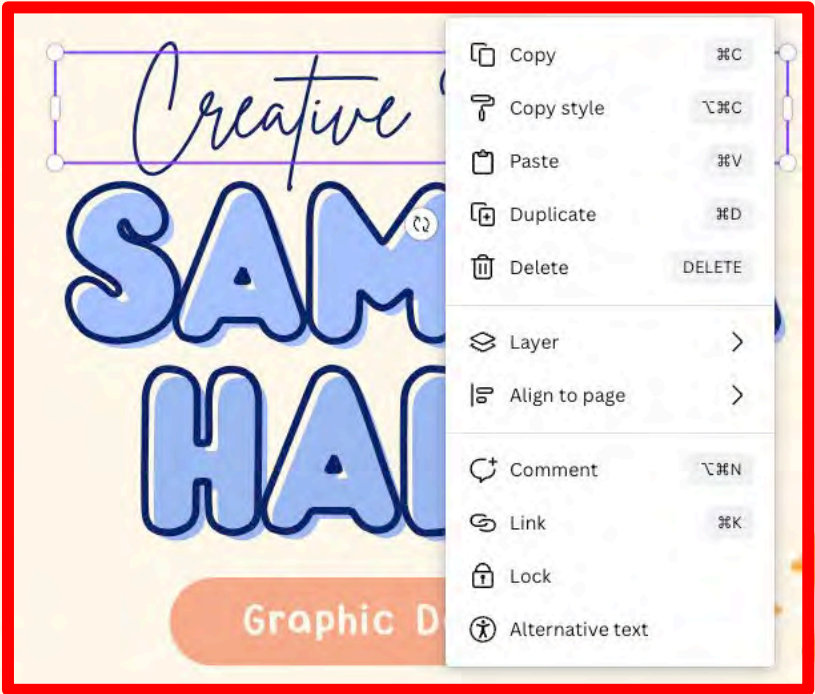 Creative
SAM
HA
Graphic D
Copy ⌘C
Copy style ⌥⌘C
Paste ⌘V
Duplicate ⌘D
Delete DELETE
Layer
Align to page
Comment ⌥⌘N
Link ⌘K
Lock
Alternative text